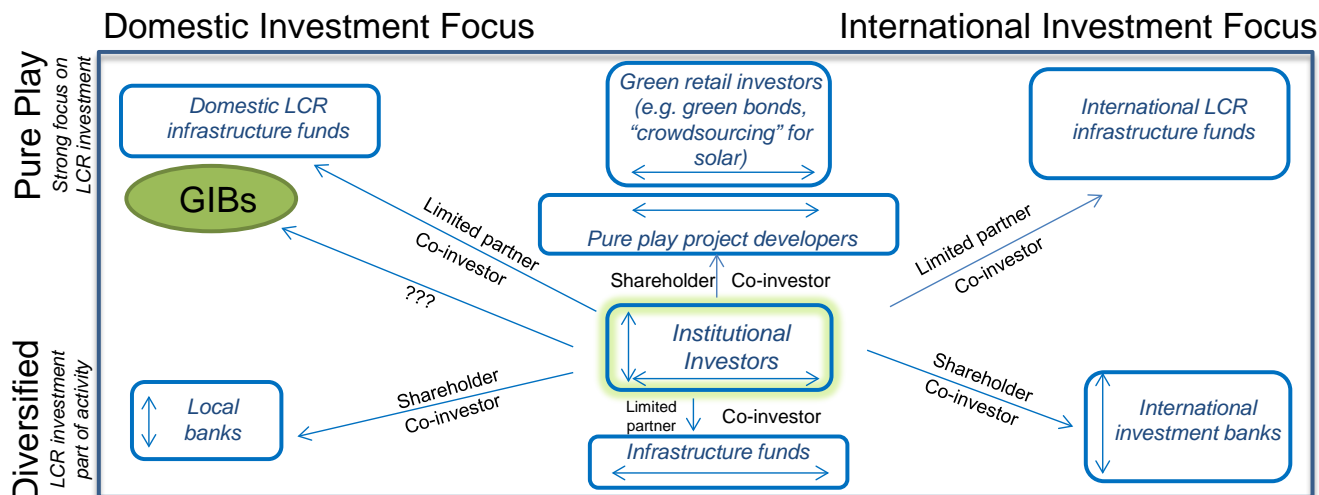 Domestic Investment Focus
International Investment Focus
Pure Play
Strong focus on
LCR investment
Domestic LCR
infrastructure funds
Green retail investors
(e.g. green bonds,
“crowdsourcing” for
solar)
International LCR
infrastructure funds
GIBs
Pure play project developers
Limited partner
Co-investor
Limited partner
Co-investor
???
Shareholder
Co-investor
Institutional
Investors
Diversified
LCR investment
part of activity
Local
banks
Shareholder
Co-investor
Limited
partner
Co-investor
Shareholder
Co-investor
International
investment banks
Infrastructure funds